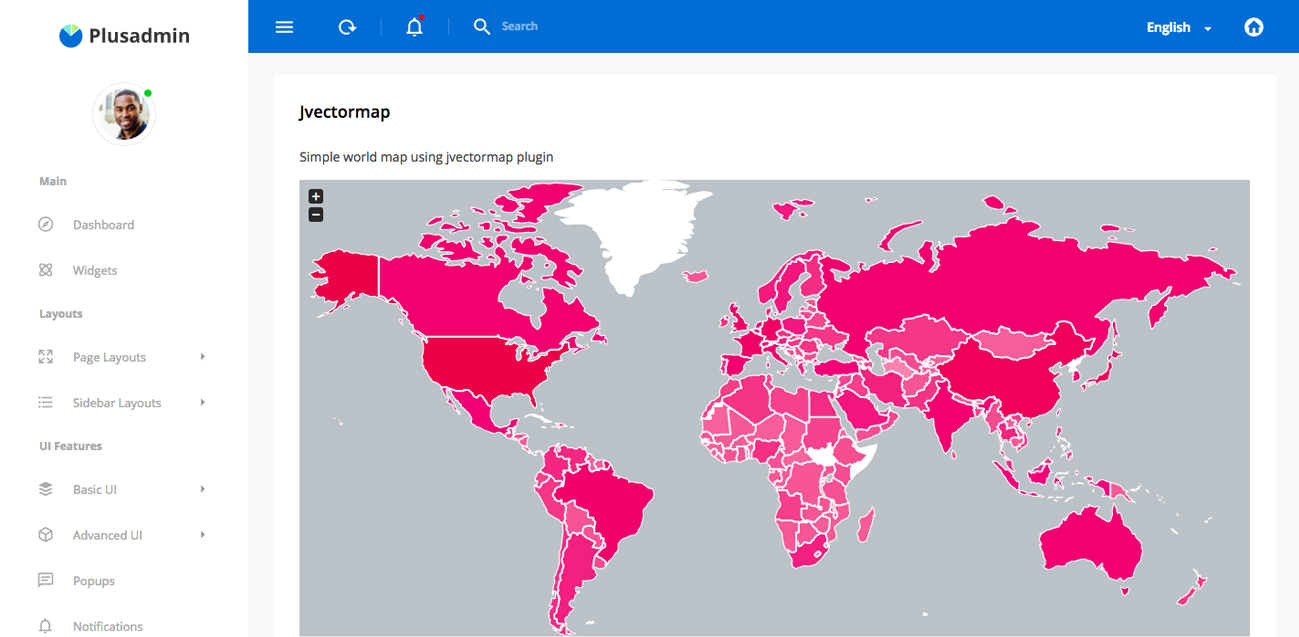 Plusadmin
Search
English
Main
Dashboard
Widgets
Layouts
Page Layouts
Sidebar Layouts
UI Features
Basic UI
Advanced UI
Popups
Notifications
Jvectormap
Simple world map using jvectormap plugin
+
−